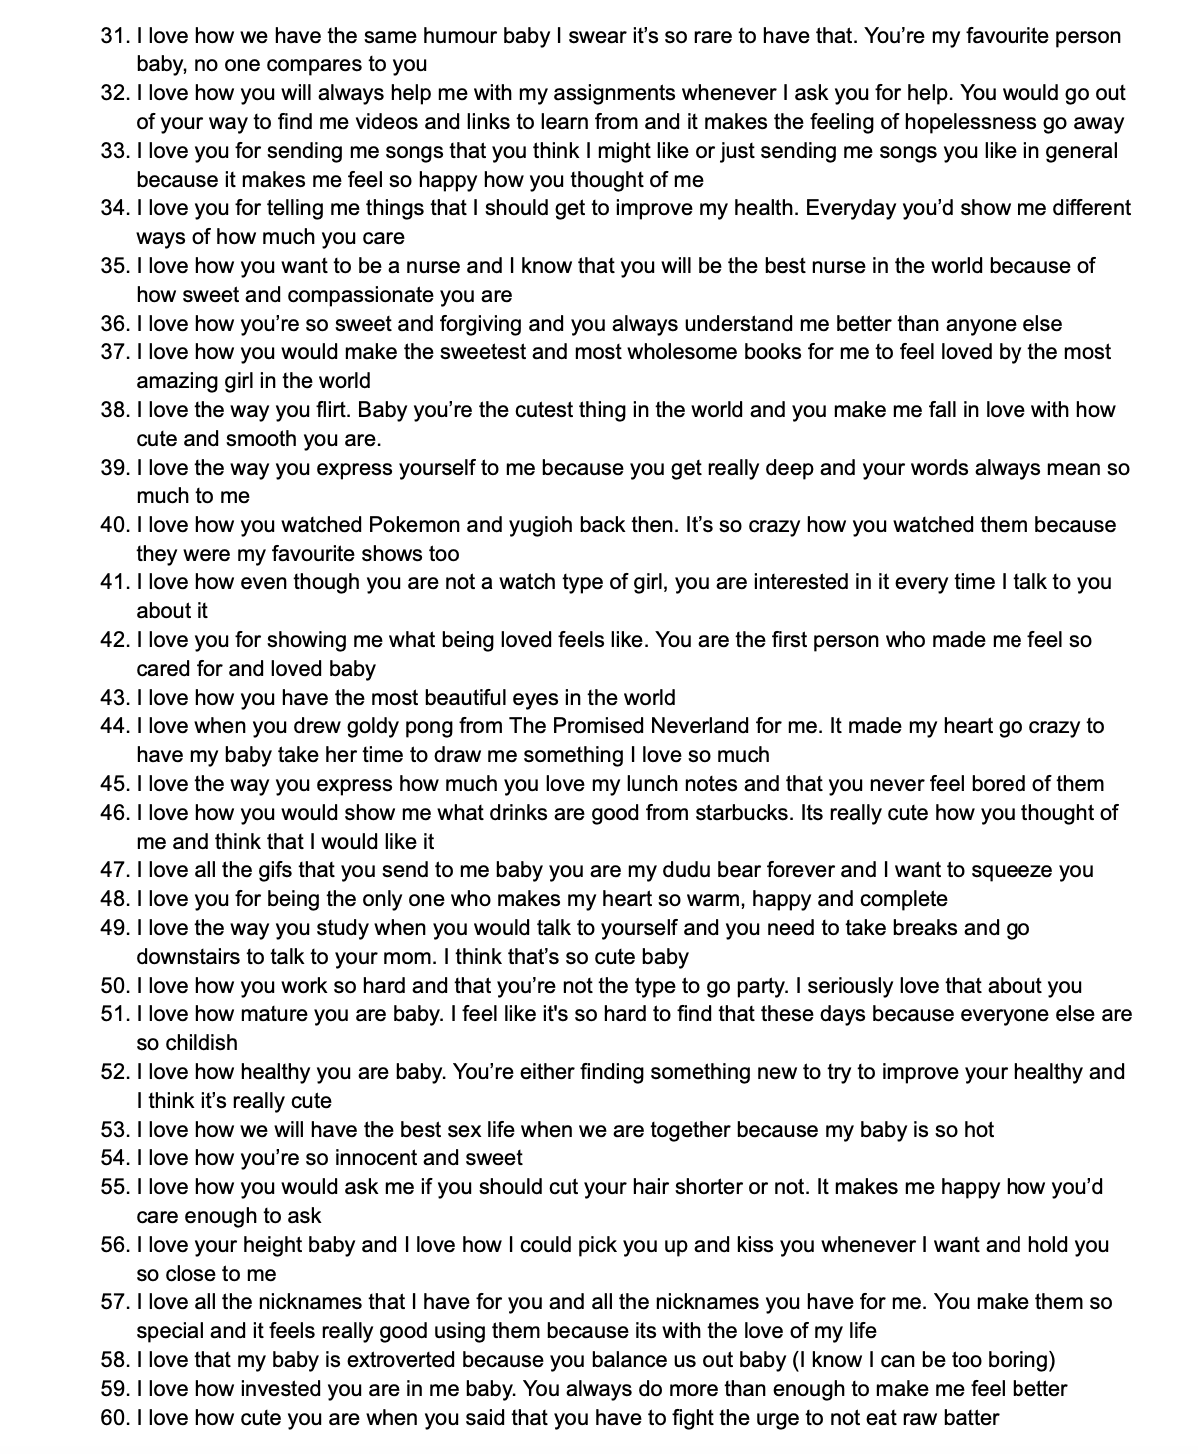 31. I love how we have the same humour baby I swear it’s so rare to have that. You’re my favourite person
baby, no one compares to you
32. I love how you will always help me with my assignments whenever I ask you for help. You would go out
of your way to find me videos and links to learn from and it makes the feeling of hopelessness go away
33. I love you for sending me songs that you think I might like or just sending me songs you like in general
because it makes me feel so happy how you thought of me
34. I love you for telling me things that I should get to improve my health. Everyday you’d show me different
ways of how much you care
35. I love how you want to be a nurse and I know that you will be the best nurse in the world because of
how sweet and compassionate you are
36. I love how you’re so sweet and forgiving and you always understand me better than anyone else
37. I love how you would make the sweetest and most wholesome books for me to feel loved by the most
amazing girl in the world
38. I love the way you flirt. Baby you’re the cutest thing in the world and you make me fall in love with how
cute and smooth you are.
39. I love the way you express yourself to me because you get really deep and your words always mean so
much to me
40. I love how you watched Pokemon and yugioh back then. It’s so crazy how you watched them because
they were my favourite shows too
41. I love how even though you are not a watch type of girl, you are interested in it every time I talk to you
about it
42. I love you for showing me what being loved feels like. You are the first person who made me feel so
cared for and loved baby
43. I love how you have the most beautiful eyes in the world
44. I love when you drew goldy pong from The Promised Neverland for me. It made my heart go crazy to
have my baby take her time to draw me something I love so much
45. I love the way you express how much you love my lunch notes and that you never feel bored of them
46. I love how you would show me what drinks are good from starbucks. Its really cute how you thought of
me and think that I would like it
47. I love all the gifs that you send to me baby you are my dudu bear forever and I want to squeeze you
48. I love you for being the only one who makes my heart so warm, happy and complete
49. I love the way you study when you would talk to yourself and you need to take breaks and go
downstairs to talk to your mom. I think that’s so cute baby
50. I love how you work so hard and that you’re not the type to go party. I seriously love that about you
51. I love how mature you are baby. I feel like it's so hard to find that these days because everyone else are
so childish
52. I love how healthy you are baby. You’re either finding something new to try to improve your healthy and
I think it’s really cute
53. I love how we will have the best sex life when we are together because my baby is so hot
54. I love how you’re so innocent and sweet
55. I love how you would ask me if you should cut your hair shorter or not. It makes me happy how you’d
care enough to ask
56. I love your height baby and I love how I could pick you up and kiss you whenever I want and hold you
so close to me
57. I love all the nicknames that I have for you and all the nicknames you have for me. You make them so
special and it feels really good using them because its with the love of my life
58. I love that my baby is extroverted because you balance us out baby (I know I can be too boring)
59. I love how invested you are in me baby. You always do more than enough to make me feel better
60. I love how cute you are when you said that you have to fight the urge to not eat raw batter